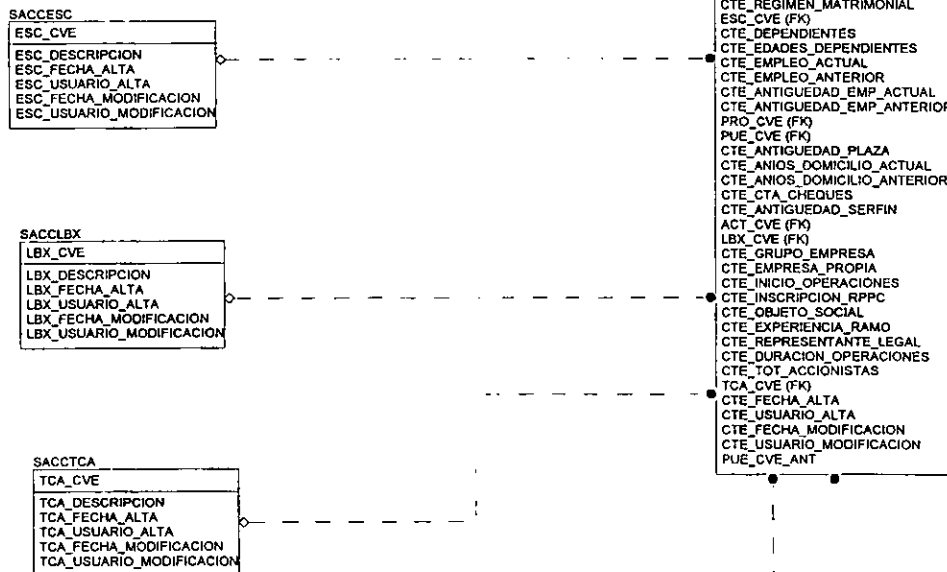 SACCESC
ESC_CVE
ESC_DESCRIPCION
ESC_FECHA_ALTA
ESC_USUARIO_ALTA
ESC_FECHA_MODIFICACION
ESC_USUARIO_MODIFICACION
SACCLBX
LBX_CVE
LBX_DESCRIPCION
LBX_FECHA_ALTA
LBX_USUARIO_ALTA
LBX_FECHA_MODIFICACION
LBX_USUARIO_MODIFICACION
SACCTCA
TCA_CVE
TCA_DESCRIPCION
TCA_FECHA_ALTA
TCA_USUARIO_ALTA
TCA_FECHA_MODIFICACION
TCA_USUARIO_MODIFICACION
CTE_REGIMEN_MATRIMONIAL
ESC_CVE (FK)
CTE_DEPENDIENTES
CTE_EDADES_DEPENDIENTES
CTE_EMPLEO_ACTUAL
CTE_EMPLEO_ANTERIOR
CTE_ANTIGUEDAD_EMP_ACTUAL
CTE_ANTIGUEDAD_EMP_ANTERIOR
PRO_CVE (FK)
PUE_CVE (FK)
CTE_ANTIGUEDAD_PLAZA
CTE_ANIOS_DOMICILIO_ACTUAL
CTE_ANIOS_DOMICILIO_ANTERIOR
CTE_CTA_CHEQUES
CTE_ANTIGUEDAD_SERFIN
ACT_CVE (FK)
LBX_CVE (FK)
CTE_GRUPO_EMPRESA
CTE_EMPRESA_PROPIA
CTE_INICIO_OPERACIONES
CTE_INSCRIPCION_RPPC
CTE_OBJETO_SOCIAL
CTE_EXPERIENCIA_RAMO
CTE_REPRESENTANTE_LEGAL
CTE_DURACION_OPERACIONES
CTE_TOT_ACCIONISTAS
TCA_CVE (FK)
CTE_FECHA_ALTA
CTE_USUARIO_ALTA
CTE_FECHA_MODIFICACION
CTE_USUARIO_MODIFICACION
PUE_CVE_ANT